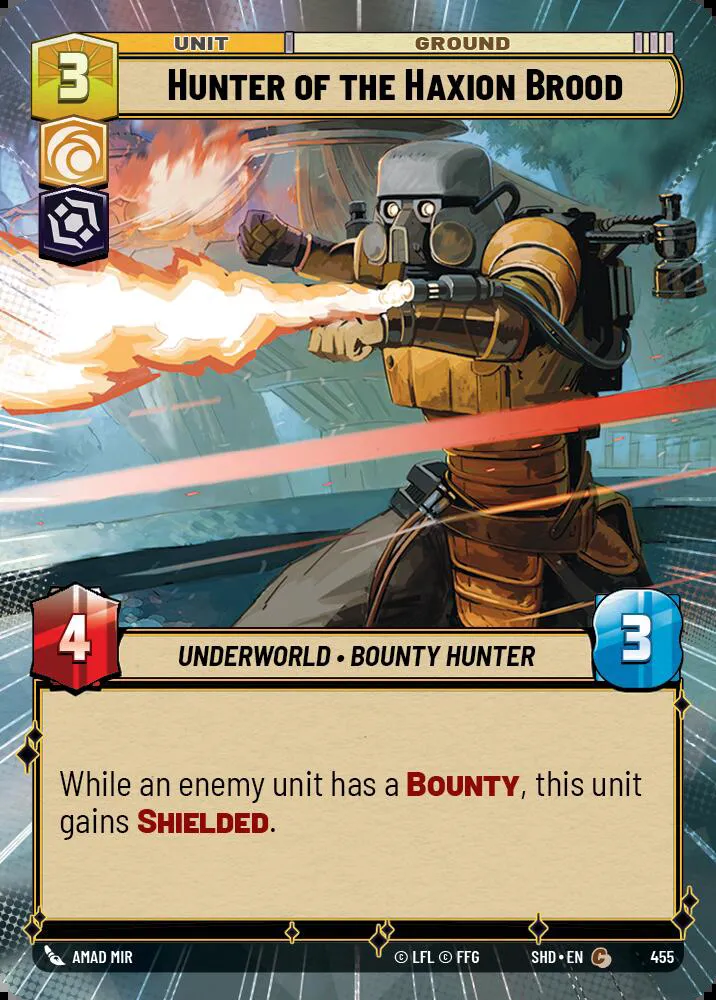 UNIT GROUND
3 HUNTER OF THE HAXION BROOD
4 UNDERWORLD • BOUNTY HUNTER 3
While an enemy unit has a BOUNTY, this unit
gains SHIELDED.
AMAD MIR © LFL © FFG SHD • EN C 455